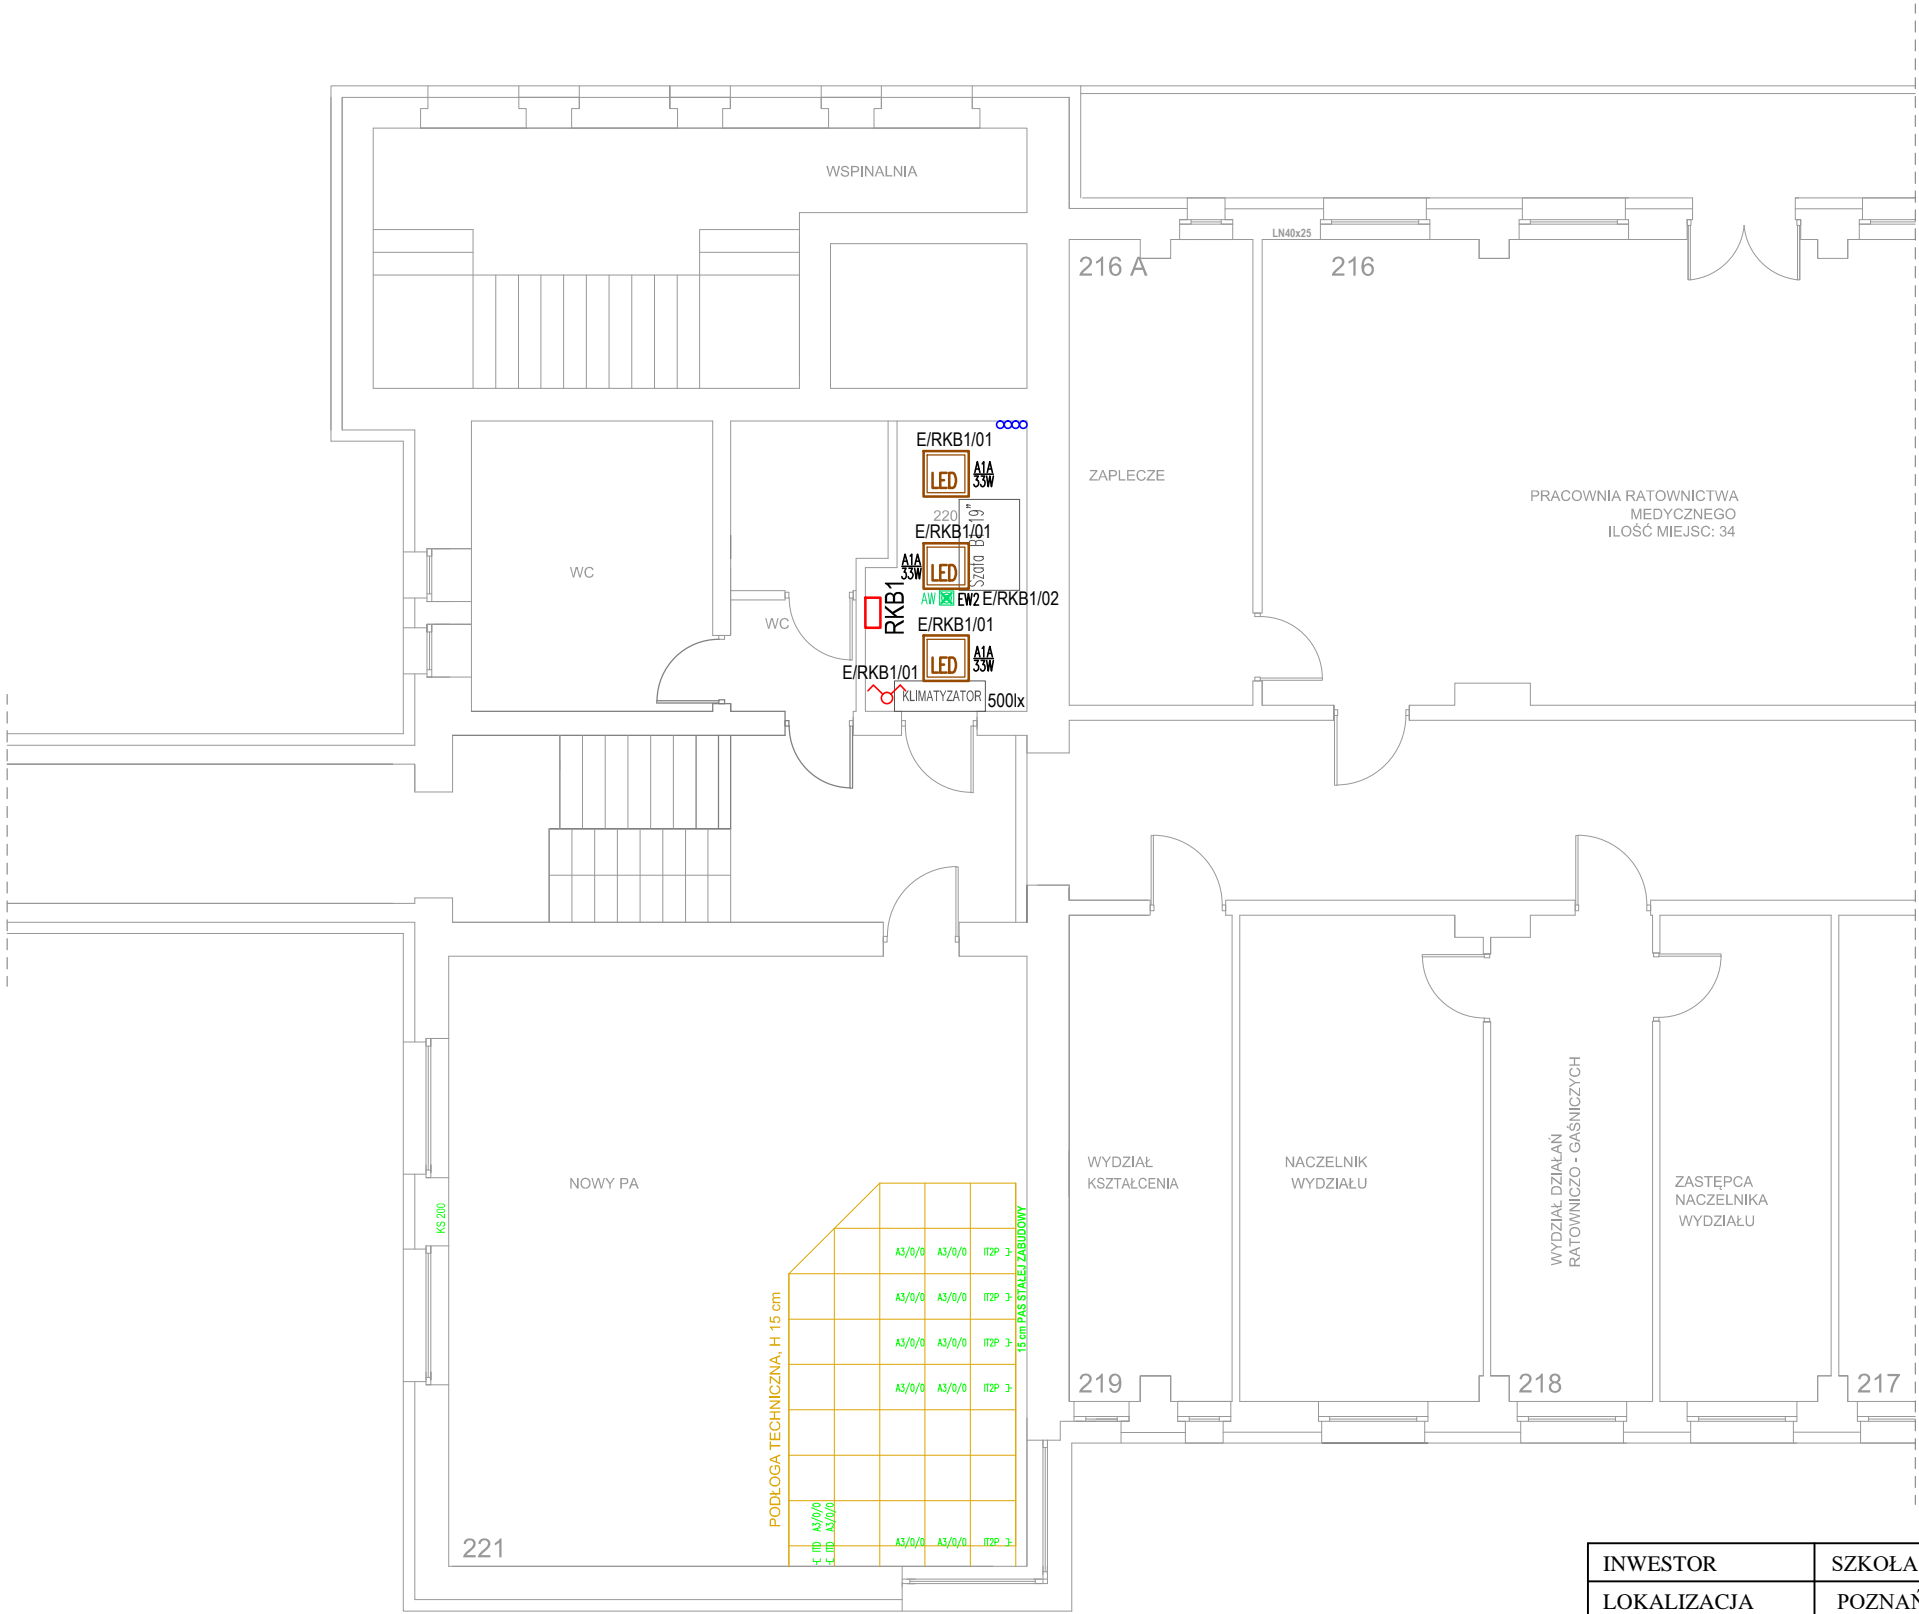 WSPINALNIA
LN40x25
216 A
216
E/RKB1/01
LED
A1A
33W
ZAPLECZE
PRACOWNIA RATOWNICTWA
MEDYCZNEGO
ILOŚĆ MIEJSC: 34
220
Szafa BD 19"
E/RKB1/01
A1A
33W
LED
WC
RKB1
AW
EW2 E/RKB1/02
WC
E/RKB1/01
LED
A1A
33W
E/RKB1/01
KLIMATYZATOR
500lx
NOWY PA
KS 200
PODŁOGA TECHNICZNA, H 15 cm
15 cm PAS STAŁEJ ZABUDOWY
A3/0/0 A3/0/0 IT2P
A3/0/0 A3/0/0 IT2P
A3/0/0 A3/0/0 IT2P
A3/0/0 A3/0/0 IT2P
A3/0/0
A3/0/0
A3/0/0 A3/0/0 IT2P
221
WYDZIAŁ
KSZTAŁCENIA
219
NACZELNIK
WYDZIAŁU
WYDZIAŁ DZIAŁAŃ
RATOWNICZO - GAŚNICZYCH
218
ZASTĘPCA
NACZELNIKA
WYDZIAŁU
217
INWESTOR SZKOŁA
LOKALIZACJA POZNAŃ